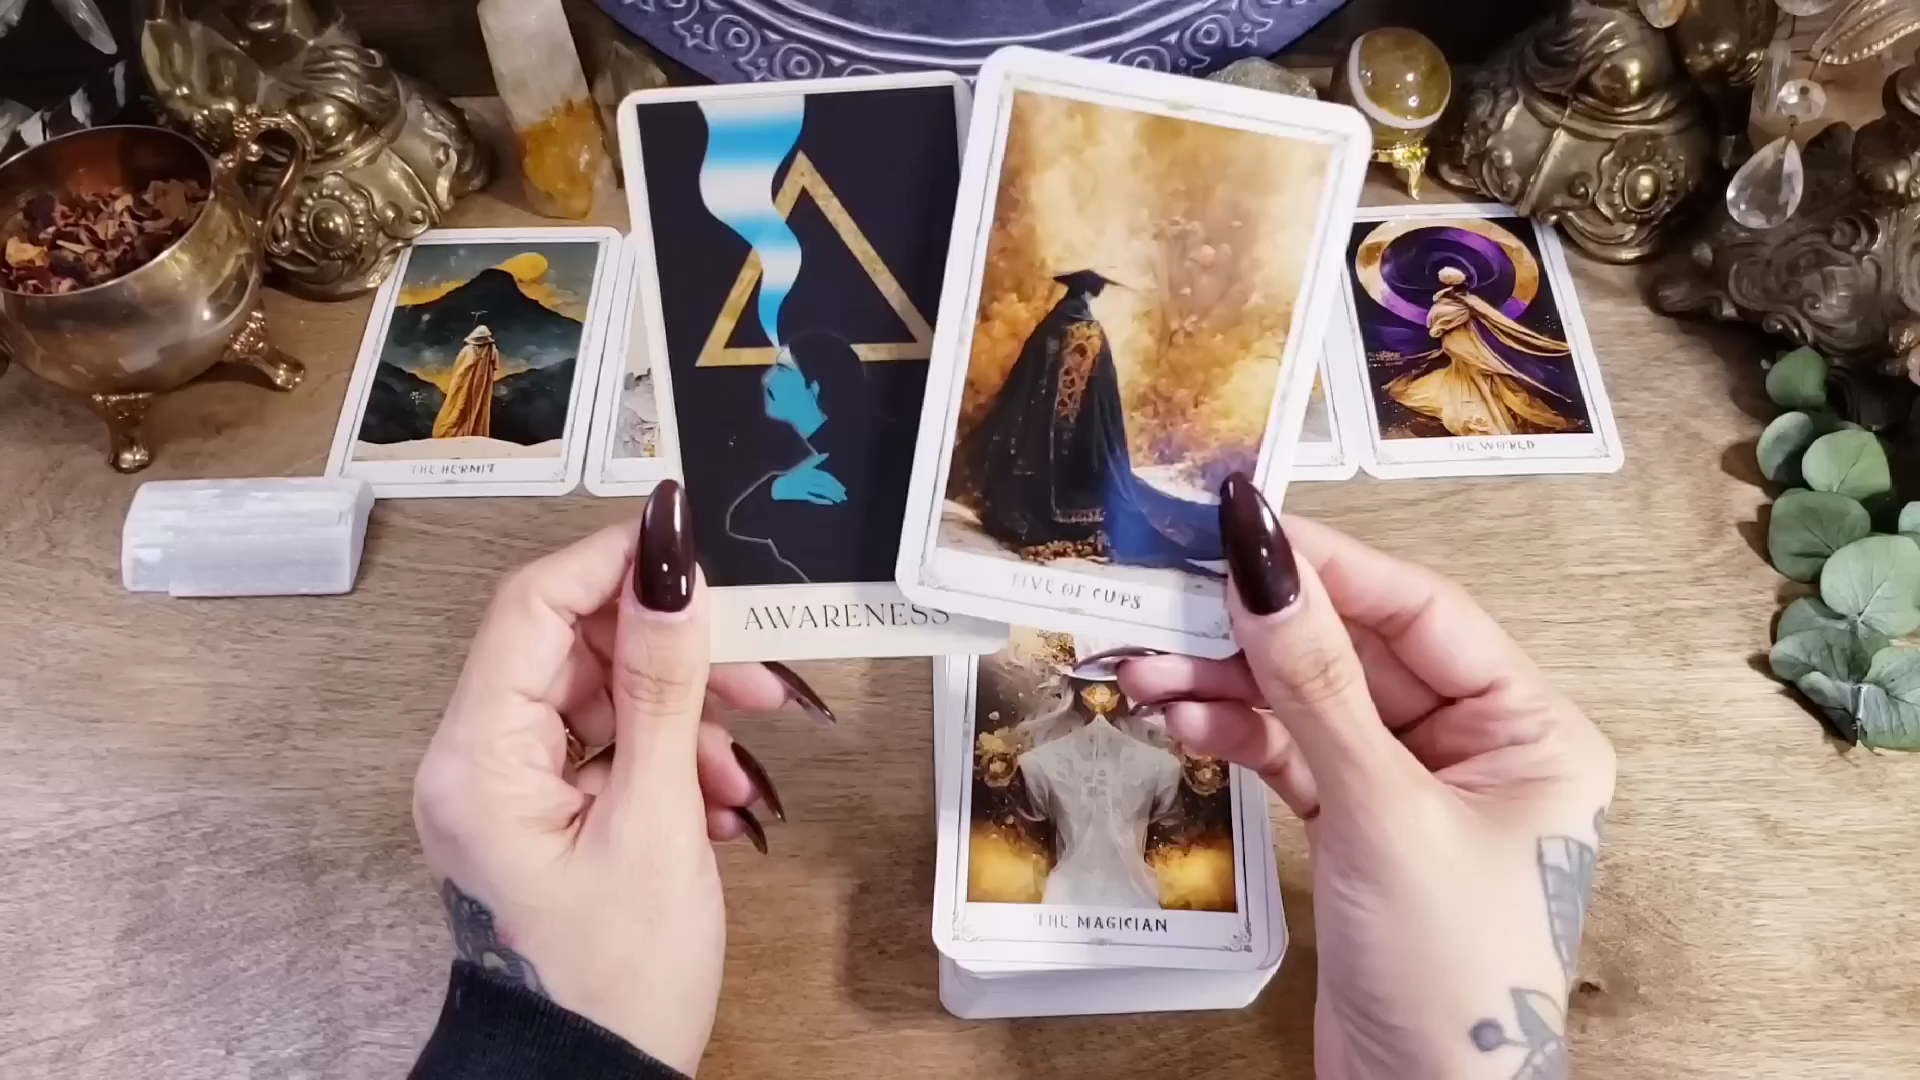 THE HERMIT
THE WORLD
AWARENESS
FIVE OF CUPS
THE MAGICIAN